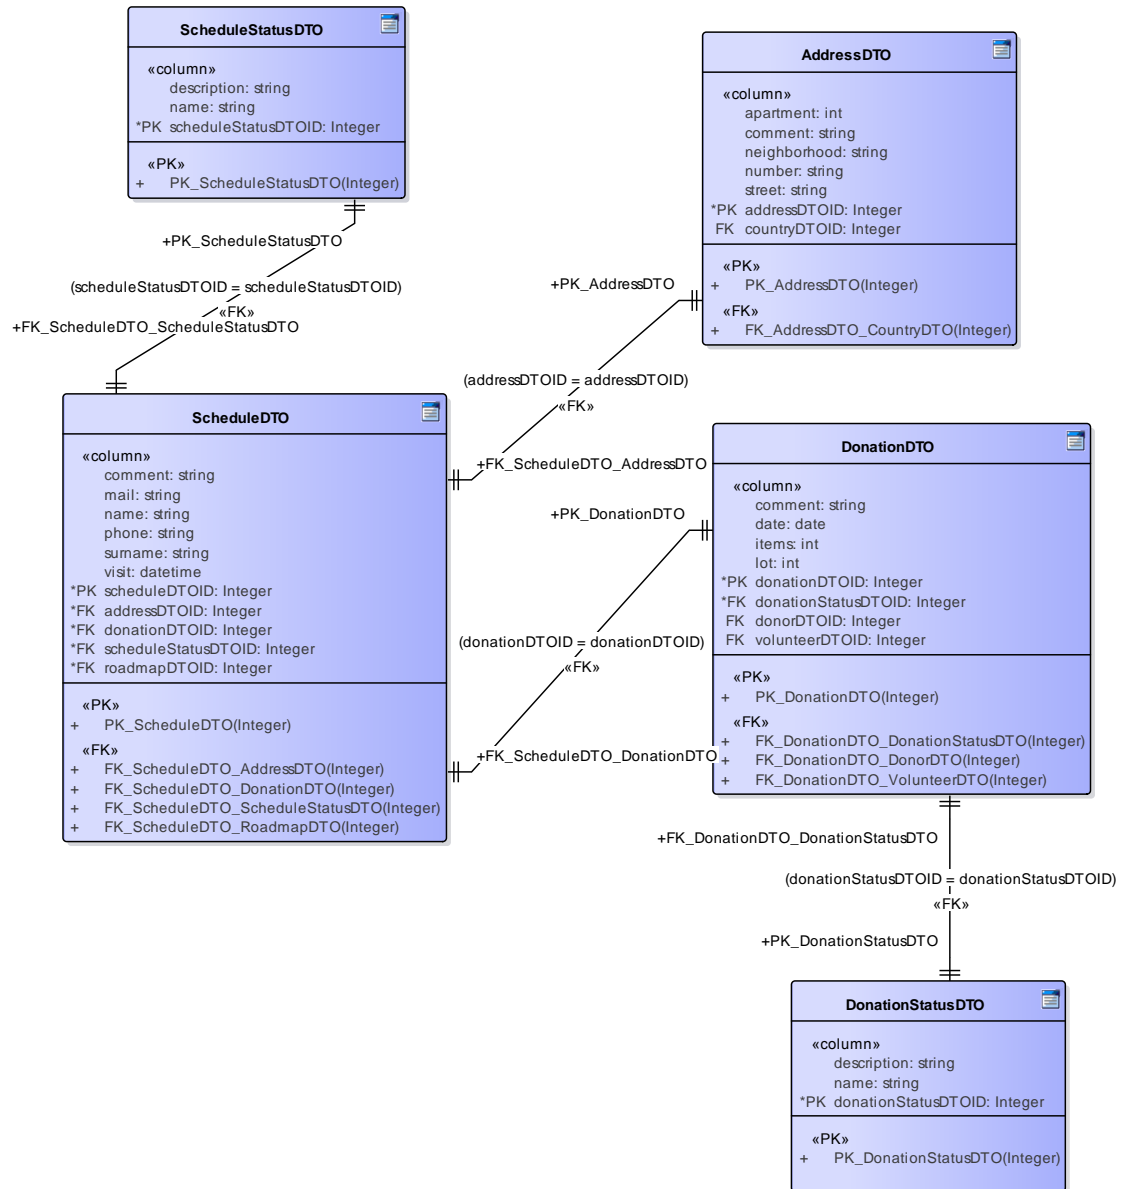 ScheduleStatusDTO
«column»
description: string
name: string
*PK scheduleStatusDTOID: Integer
«PK»
+ PK_ScheduleStatusDTO(Integer)
AddressDTO
«column»
apartment: int
comment: string
neighborhood: string
number: string
street: string
*PK addressDTOID: Integer
FK countryDTOID: Integer
«PK»
+ PK_AddressDTO(Integer)
«FK»
+ FK_AddressDTO_CountryDTO(Integer)
+PK_ScheduleStatusDTO
(scheduleStatusDTOID = scheduleStatusDTOID)
«FK»
+FK_ScheduleDTO_ScheduleStatusDTO
+PK_AddressDTO
(addressDTOID = addressDTOID)
«FK»
+FK_ScheduleDTO_AddressDTO
ScheduleDTO
«column»
comment: string
mail: string
name: string
phone: string
surname: string
visit: datetime
*PK scheduleDTOID: Integer
*FK addressDTOID: Integer
*FK donationDTOID: Integer
*FK scheduleStatusDTOID: Integer
*FK roadmapDTOID: Integer
«PK»
+ PK_ScheduleDTO(Integer)
«FK»
+ FK_ScheduleDTO_AddressDTO(Integer)
+ FK_ScheduleDTO_DonationDTO(Integer)
+ FK_ScheduleDTO_ScheduleStatusDTO(Integer)
+ FK_ScheduleDTO_RoadmapDTO(Integer)
+PK_DonationDTO
(donationDTOID = donationDTOID)
«FK»
+FK_ScheduleDTO_DonationDTO
DonationDTO
«column»
comment: string
date: date
items: int
lot: int
*PK donationDTOID: Integer
*FK donationStatusDTOID: Integer
FK donorDTOID: Integer
FK volunteerDTOID: Integer
«PK»
+ PK_DonationDTO(Integer)
«FK»
+ FK_DonationDTO_DonationStatusDTO(Integer)
+ FK_DonationDTO_DonorDTO(Integer)
+ FK_DonationDTO_VolunteerDTO(Integer)
+FK_DonationDTO_DonationStatusDTO
(donationStatusDTOID = donationStatusDTOID)
«FK»
+PK_DonationStatusDTO
DonationStatusDTO
«column»
description: string
name: string
*PK donationStatusDTOID: Integer
«PK»
+ PK_DonationStatusDTO(Integer)